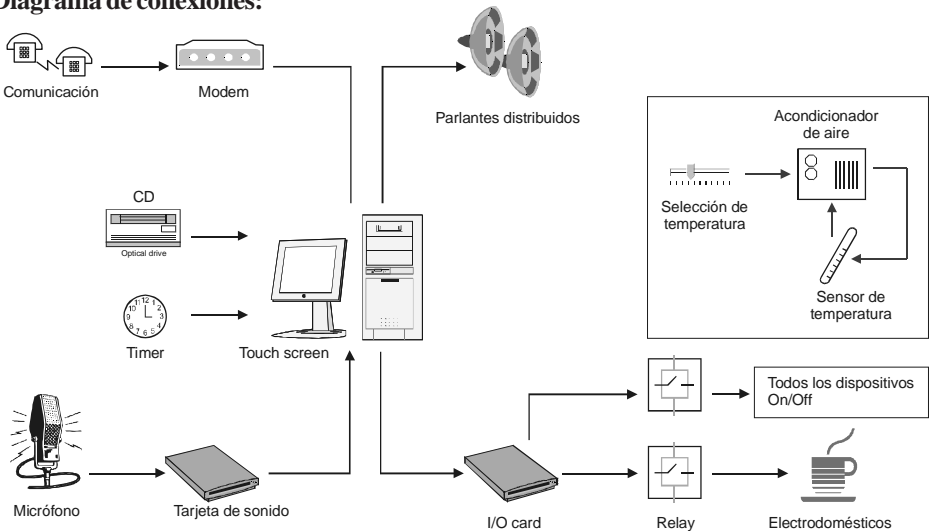 Diagrama de conexiones:
Comunicación
Modem
Parlantes distribuidos
Acondicionador
de aire
Selección de
temperatura
Sensor de
temperatura
CD
Optical drive
Timer
Touch screen
Todos los dispositivos
On/Off
Micrófono
Tarjeta de sonido
I/O card
Relay
Electrodomésticos